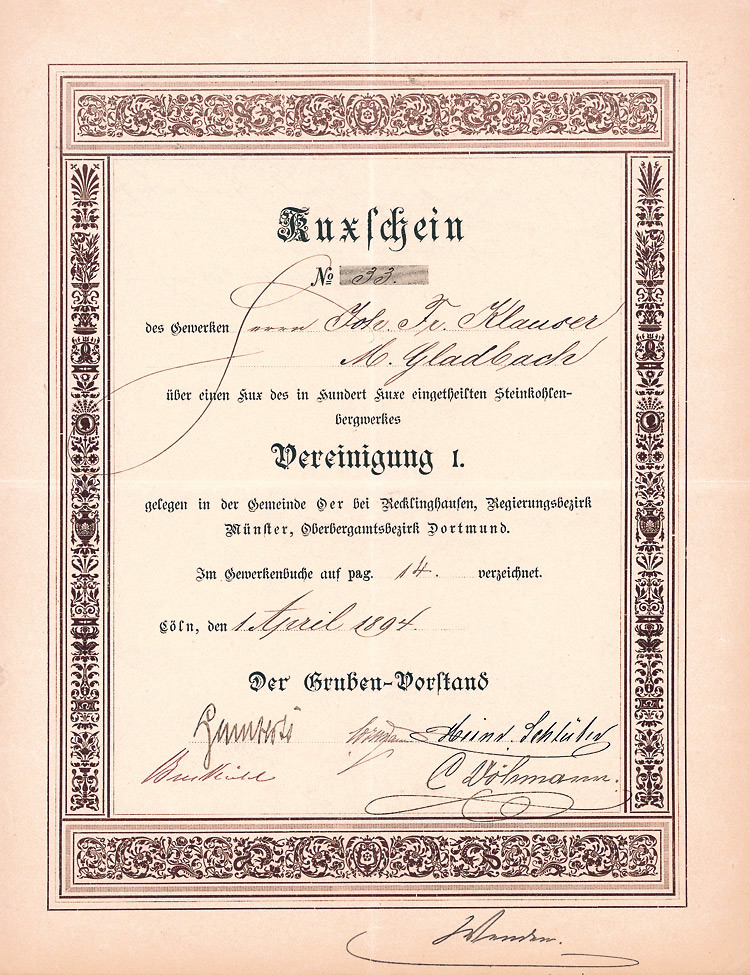 Kuxschein
No 33.
des Gewerken Herrn Joh. Fr. Klauser
M. Gladbach
über einen Kux des in Hundert Kuxe eingetheilten Steinkohlen-
bergwerkes
Vereinigung I.
gelegen in der Gemeinde Oer bei Recklinghausen, Regierungsbezirk
Münster, Oberbergamtsbezirk Dortmund.
Im Gewerkenbuche auf pag. 14. verzeichnet.
Cöln, den 1 April 1894.
Der Gruben-Vorstand
Heinr. Schlüter
C Vöhmann.